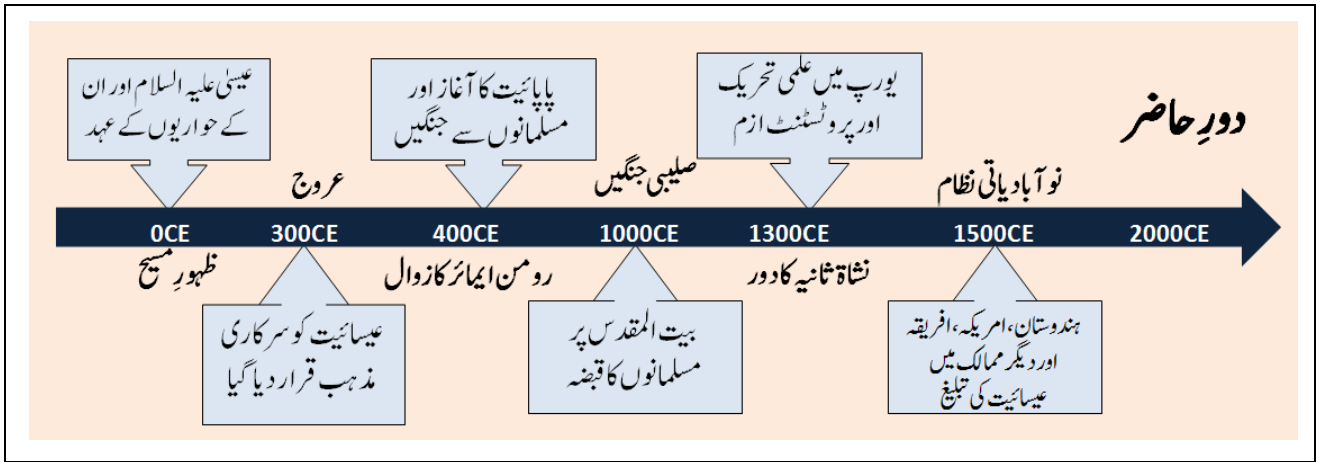 عیسیٰ علیہ السلام اور ان
کے حواریوں کے عہد
پاپائیت کا آغاز اور
مسلمانوں سے جنگیں
یورپ میں علمی تحریک
اور پروٹسٹنٹ ازم
دورِ حاضر
عروج
صلیبی جنگیں
نو آبادیاتی نظام
0CE
300CE
400CE
1000CE
1300CE
1500CE
2000CE
ظہورِ مسیح
رومن ایمائر کا زوال
نشاۃ ثانیہ کا دور
عیسائیت کو سرکاری
مذہب قرار دیا گیا
بیت المقدس پر
مسلمانوں کا قبضہ
ہندوستان، امریکہ، افریقہ
اور دیگر ممالک میں
عیسائیت کی تبلیغ